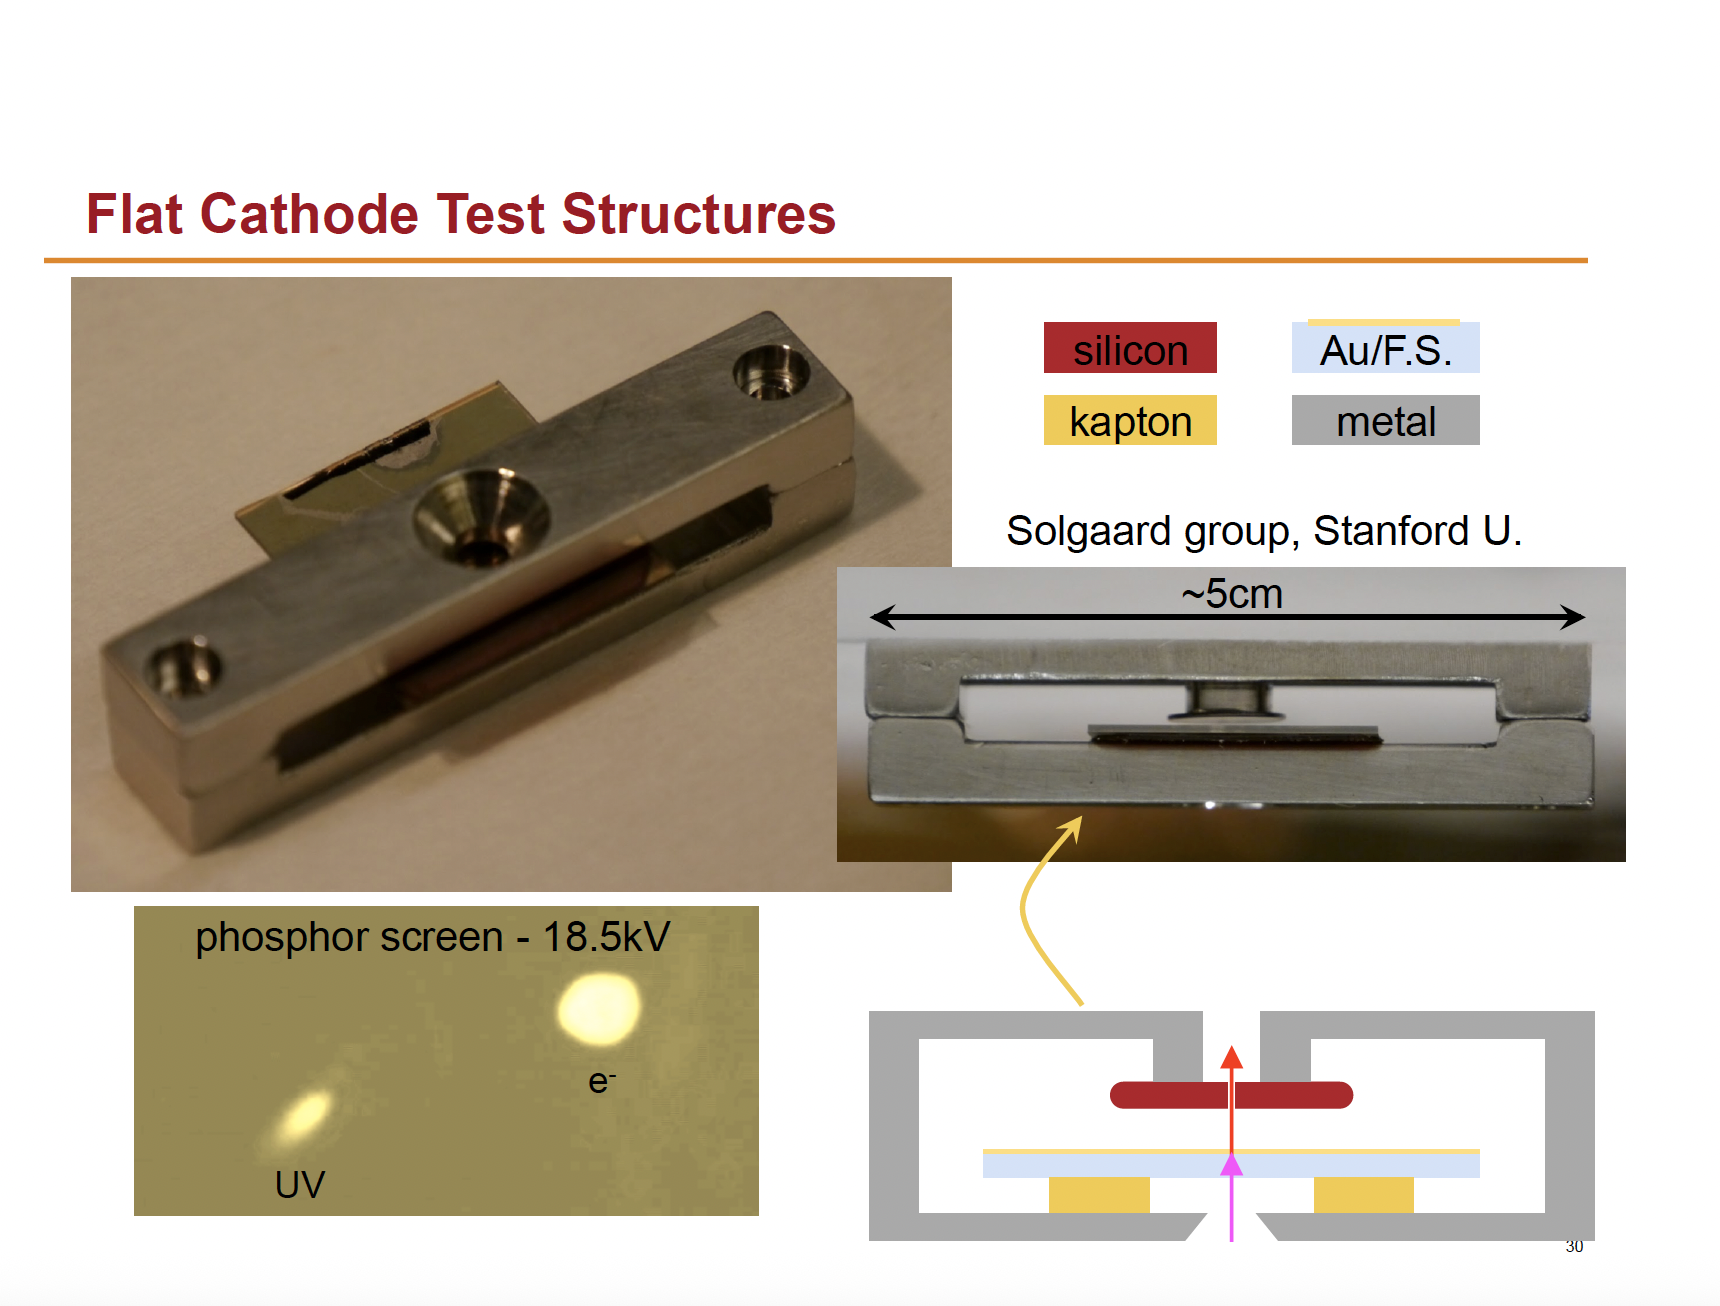 Flat Cathode Test Structures
silicon
Au/F.S.
kapton
metal
Solgaard group, Stanford U.
~5cm
phosphor screen - 18.5kV
e-
UV
30